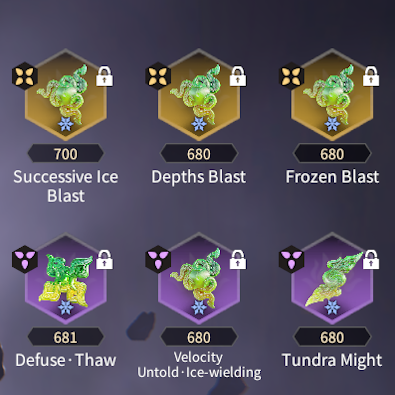 700 680 680
Successive Ice Blast Depths Blast Frozen Blast
681 680 680
Defuse·Thaw Velocity Untold·Ice-wielding Tundra Might